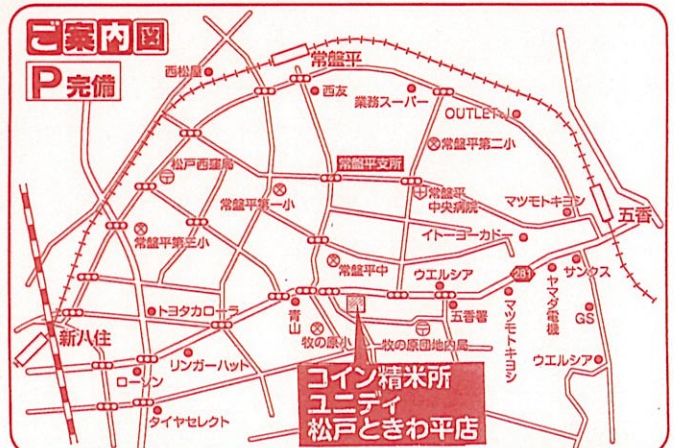 ご案内図
P完備
西松屋
常盤平
西友
業務スーパー
OUTLET-J
常盤平第二小
松戸西窪局
常盤平支所
常盤平第一小
常盤平
中央病院
マツモトキヨシ
五香
常盤平第三小
イトーヨーカドー
常盤平中
ウエルシア
281
サンクス
ヤマダ電機
トヨタカローラ
青山
五香署
マツモトキヨシ
GS
新八住
牧の原小
牧の原団地内局
リンガーハット
ウエルシア
ローソン
タイヤセレクト
コイン精米所
ユニディ
松戸ときわ平店